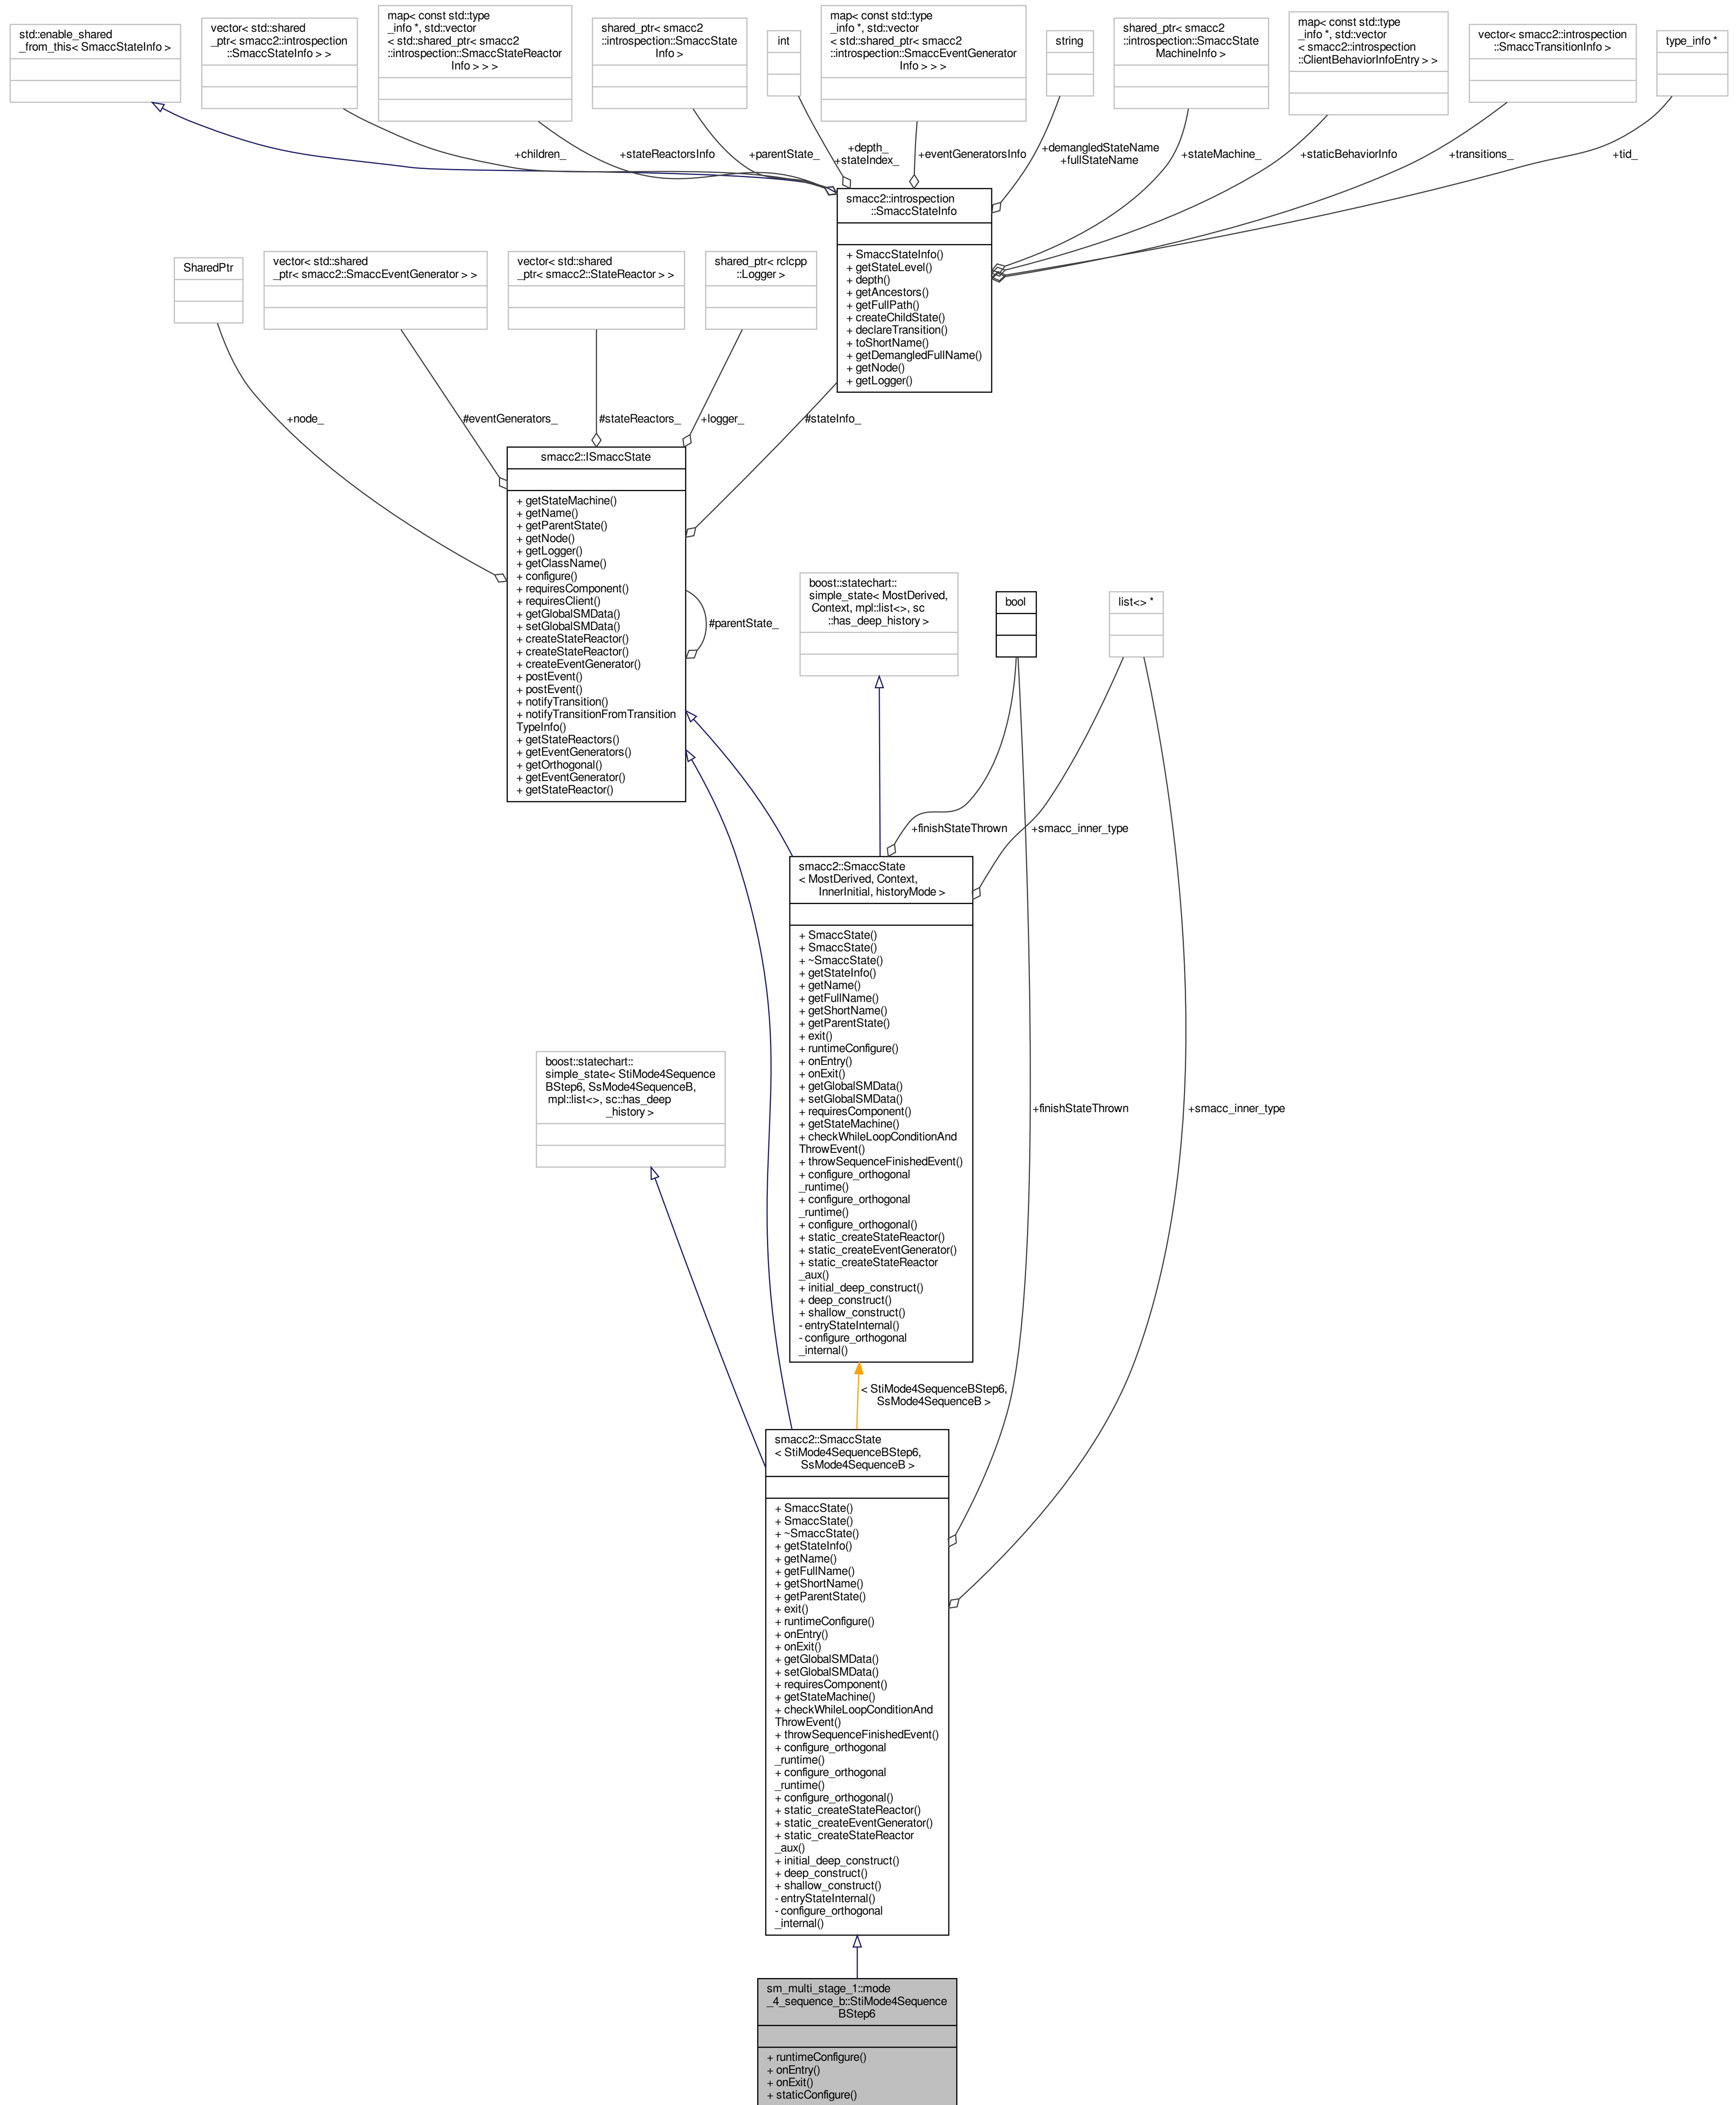 std::enable_shared
_from_this< SmaccStateInfo >
vector< std::shared
_ptr< smacc2::introspection
::SmaccStateInfo > >
map< const std::type
_info *, std::vector
< std::shared_ptr< smacc2
::introspection::SmaccStateReactor
Info > > >
shared_ptr< smacc2
::introspection::SmaccState
Info >
int
map< const std::type
_info *, std::vector
< std::shared_ptr< smacc2
::introspection::SmaccEventGenerator
Info > > >
string
shared_ptr< smacc2
::introspection::SmaccState
MachineInfo >
map< const std::type
_info *, std::vector
< smacc2::introspection
::ClientBehaviorInfoEntry > >
vector< smacc2::introspection
::SmaccTransitionInfo >
type_info *
+children_
+stateReactorsInfo
+parentState_
+depth_
+stateIndex_
+eventGeneratorsInfo
+demangledStateName
+fullStateName
+stateMachine_
+staticBehaviorInfo
+transitions_
+tid_
smacc2::introspection
::SmaccStateInfo
+ SmaccStateInfo()
+ getStateLevel()
+ depth()
+ getAncestors()
+ getFullPath()
+ createChildState()
+ declareTransition()
+ toShortName()
+ getDemangledFullName()
+ getNode()
+ getLogger()
SharedPtr
vector< std::shared
_ptr< smacc2::SmaccEventGenerator > >
vector< std::shared
_ptr< smacc2::StateReactor > >
shared_ptr< rclcpp
::Logger >
+node_
#eventGenerators_
#stateReactors_
+logger_
#stateInfo_
smacc2::ISmaccState
+ getStateMachine()
+ getName()
+ getParentState()
+ getNode()
+ getLogger()
+ getClassName()
+ configure()
+ requiresComponent()
+ requiresClient()
+ getGlobalSMData()
+ setGlobalSMData()
+ createStateReactor()
+ createStateReactor()
+ createEventGenerator()
+ postEvent()
+ postEvent()
+ notifyTransition()
+ notifyTransitionFromTransition
TypeInfo()
+ getStateReactors()
+ getEventGenerators()
+ getOrthogonal()
+ getEventGenerator()
+ getStateReactor()
#parentState_
boost::statechart::
simple_state< MostDerived,
Context, mpl::list<>, sc
::has_deep_history >
bool
list<> *
+finishStateThrown
+smacc_inner_type
smacc2::SmaccState
< MostDerived, Context,
InnerInitial, historyMode >
+ SmaccState()
+ SmaccState()
+ ~SmaccState()
+ getStateInfo()
+ getName()
+ getFullName()
+ getShortName()
+ getParentState()
+ exit()
+ runtimeConfigure()
+ onEntry()
+ onExit()
+ getGlobalSMData()
+ setGlobalSMData()
+ requiresComponent()
+ getStateMachine()
+ checkWhileLoopConditionAnd
ThrowEvent()
+ throwSequenceFinishedEvent()
+ configure_orthogonal
_runtime()
+ configure_orthogonal
_runtime()
+ configure_orthogonal()
+ static_createStateReactor()
+ static_createEventGenerator()
+ static_createStateReactor
_aux()
+ initial_deep_construct()
+ deep_construct()
+ shallow_construct()
- entryStateInternal()
- configure_orthogonal
_internal()
boost::statechart::
simple_state< StiMode4Sequence
BStep6, SsMode4SequenceB,
mpl::list<>, sc::has_deep
_history >
+finishStateThrown
+smacc_inner_type
< StiMode4SequenceBStep6,
SsMode4SequenceB >
smacc2::SmaccState
< StiMode4SequenceBStep6,
SsMode4SequenceB >
+ SmaccState()
+ SmaccState()
+ ~SmaccState()
+ getStateInfo()
+ getName()
+ getFullName()
+ getShortName()
+ getParentState()
+ exit()
+ runtimeConfigure()
+ onEntry()
+ onExit()
+ getGlobalSMData()
+ setGlobalSMData()
+ requiresComponent()
+ getStateMachine()
+ checkWhileLoopConditionAnd
ThrowEvent()
+ throwSequenceFinishedEvent()
+ configure_orthogonal
_runtime()
+ configure_orthogonal
_runtime()
+ configure_orthogonal()
+ static_createStateReactor()
+ static_createEventGenerator()
+ static_createStateReactor
_aux()
+ initial_deep_construct()
+ deep_construct()
+ shallow_construct()
- entryStateInternal()
- configure_orthogonal
_internal()
sm_multi_stage_1::mode
_4_sequence_b::StiMode4Sequence
BStep6
+ runtimeConfigure()
+ onEntry()
+ onExit()
+ staticConfigure()